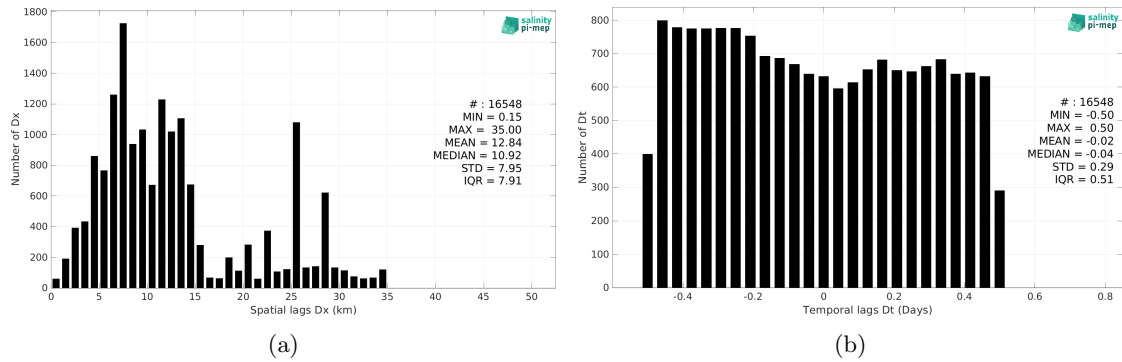 1800
1600
1400
1200
1000
800
600
400
200
0
Number of Dx
salinity
pi-mep
# : 16548
MIN = 0.15
MAX = 35.00
MEAN = 12.84
MEDIAN = 10.92
STD = 7.95
IQR = 7.91
0 5 10 15 20 25 30 35 40 45 50
Spatial lags Dx (km)
(a)
800
700
600
500
400
300
200
100
0
Number of Dt
salinity
pi-mep
# : 16548
MIN = -0.50
MAX = 0.50
MEAN = -0.02
MEDIAN = -0.04
STD = 0.29
IQR = 0.51
-0.4 -0.2 0 0.2 0.4 0.6 0.8
Temporal lags Dt (Days)
(b)